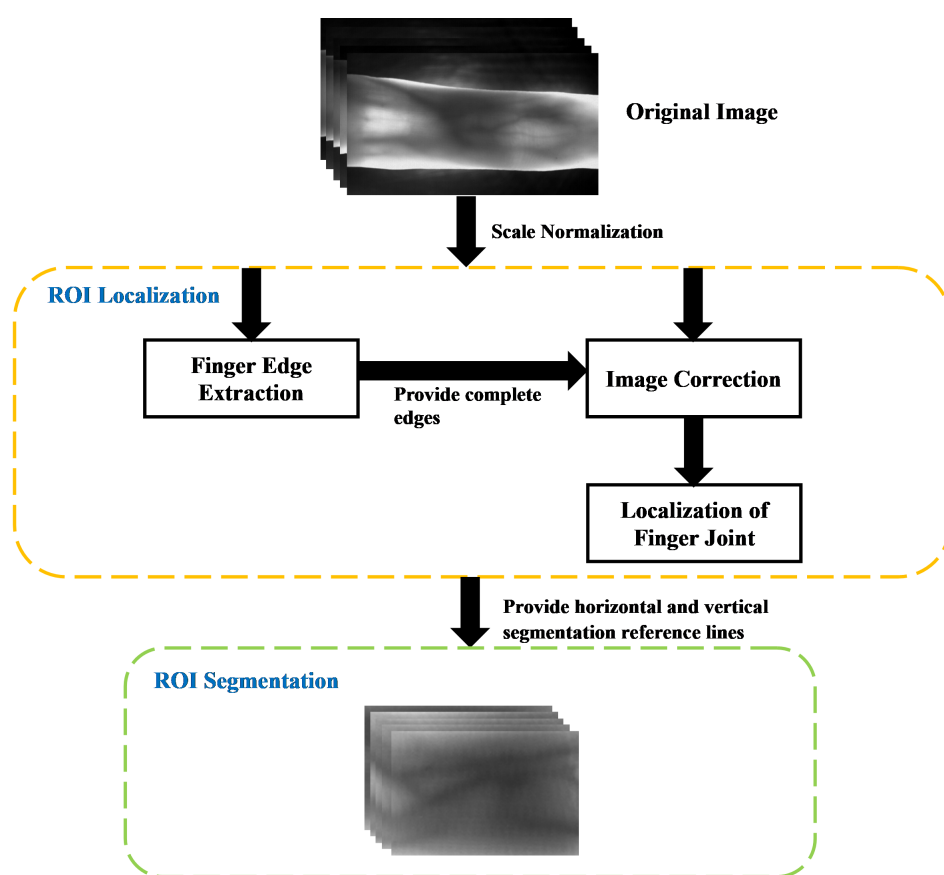 Original Image
Scale Normalization
ROI Localization
Finger Edge
Extraction
Provide complete
edges
Image Correction
Localization of
Finger Joint
Provide horizontal and vertical
segmentation reference lines
ROI Segmentation